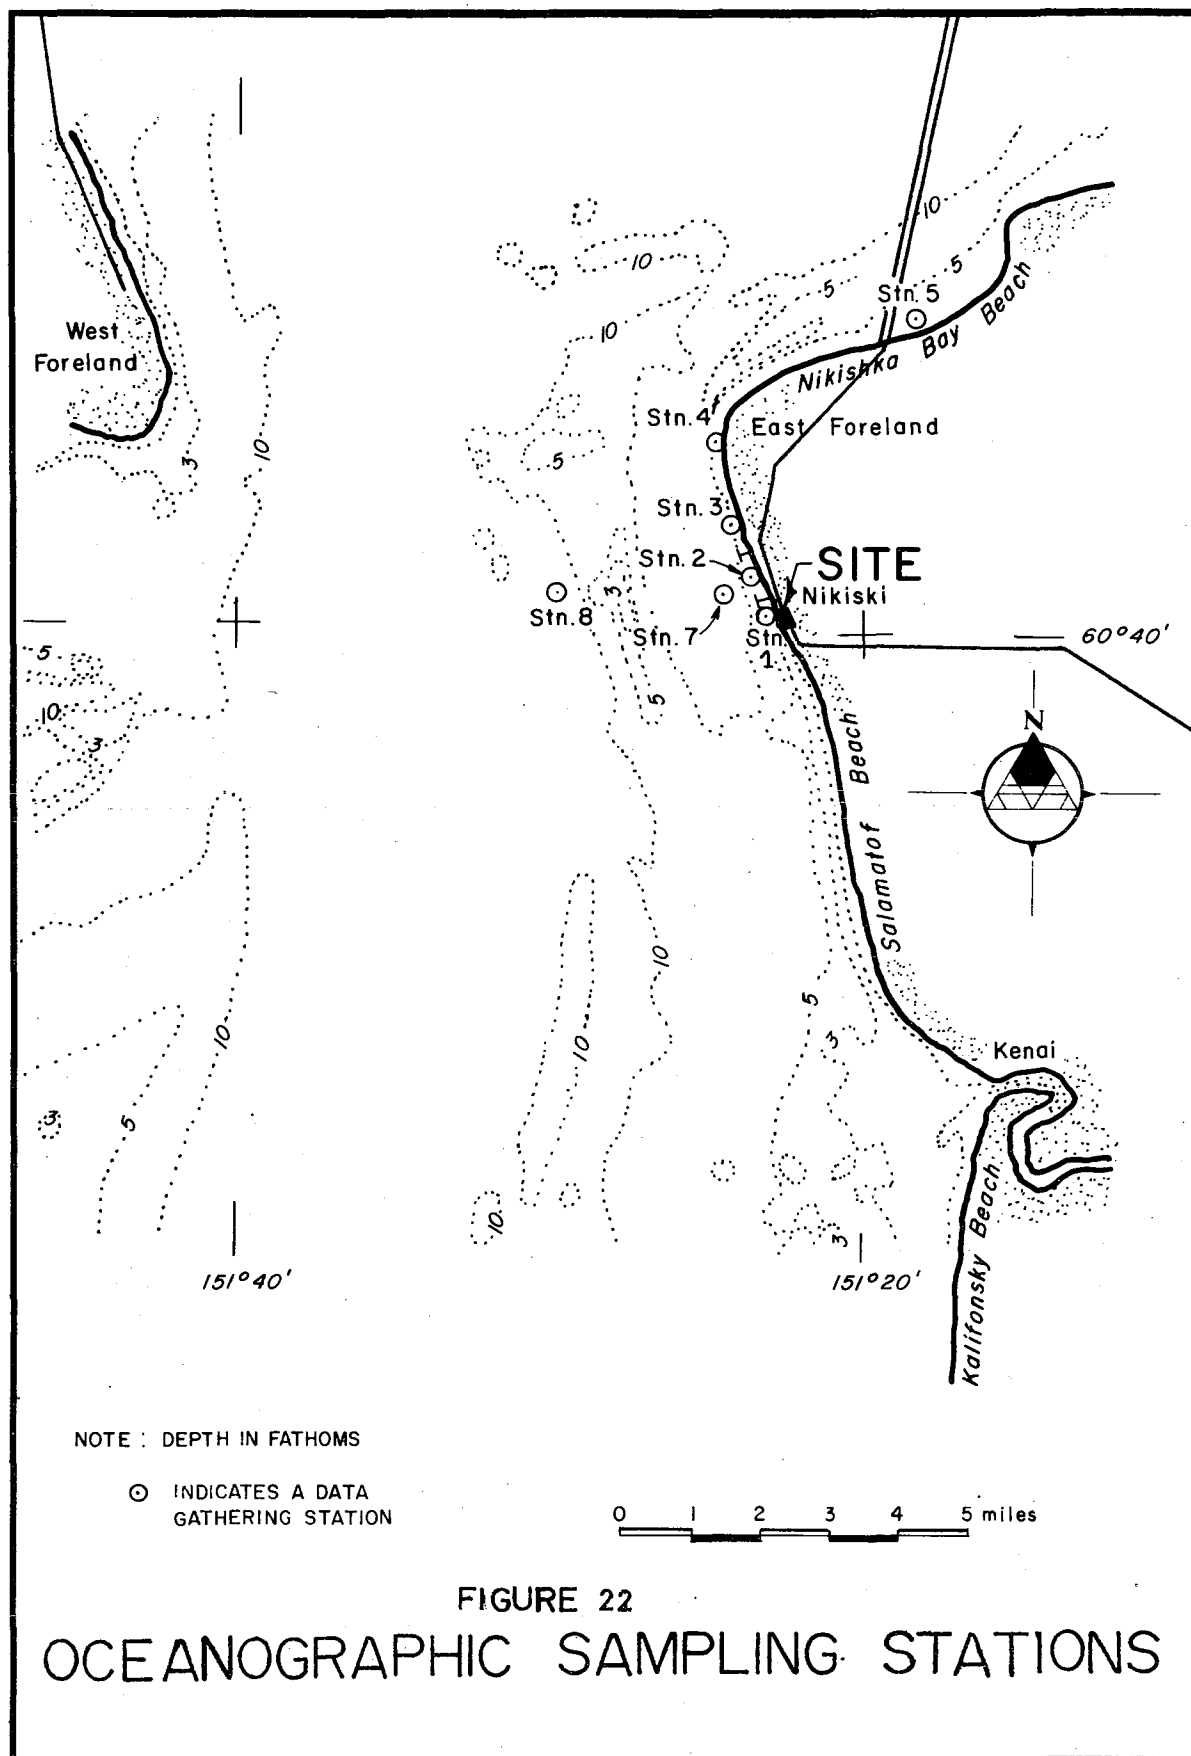 10
10
5
5
Stn. 5
10
West
Foreland
Nikishka Bay Beach
Stn. 4
East Foreland
3
10
5
Stn. 3
Stn. 2
SITE
Nikiski
3
Stn. 8
Stn. 7
Stn.
1
60°40'
5
10
3
5
N
Salamatof Beach
10
10
10
5
3
Kenai
3
5
10
3
Kalifonsky Beach
151°40'
151°20'
NOTE : DEPTH IN FATHOMS
INDICATES A DATA
GATHERING STATION
0 1 2 3 4 5 miles
FIGURE 22
OCEANOGRAPHIC SAMPLING STATIONS